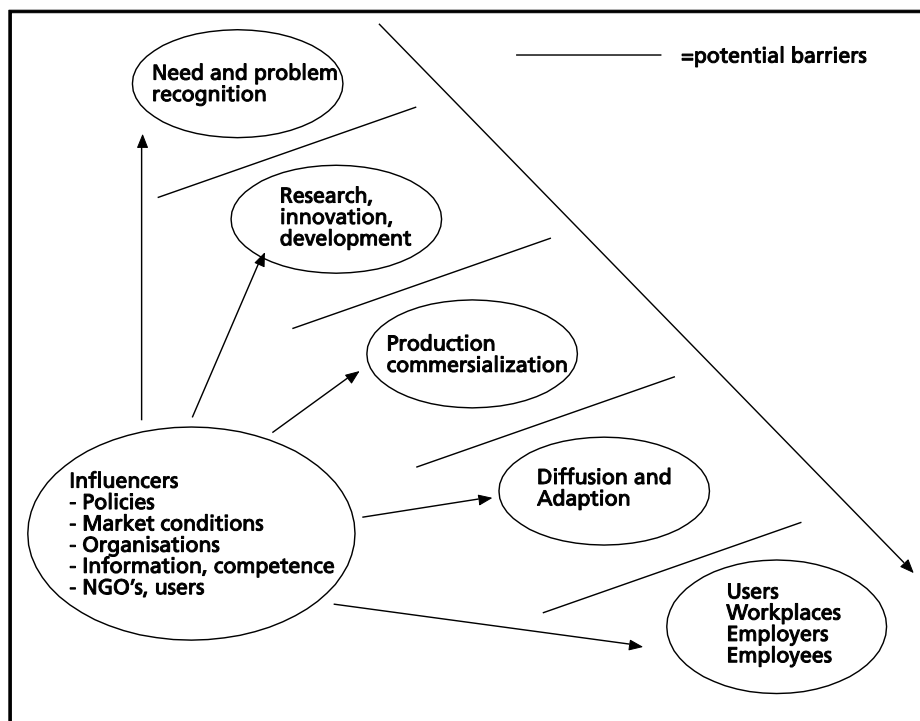 =potential barriers
Need and problem
recognition
Research,
innovation,
development
Production
commersialization
Influencers
- Policies
- Market conditions
- Organisations
- Information, competence
- NGO's, users
Diffusion and
Adaption
Users
Workplaces
Employers
Employees